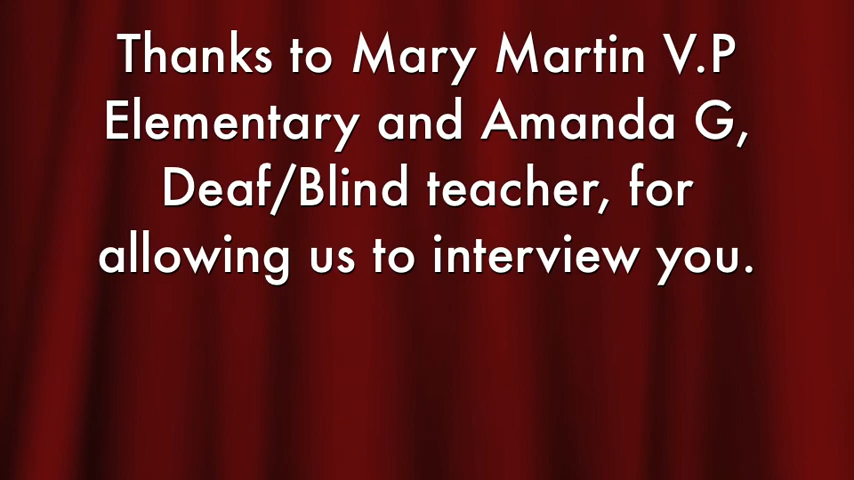 Thanks to Mary Martin V.P
Elementary and Amanda G,
Deaf/Blind teacher, for
allowing us to interview you.